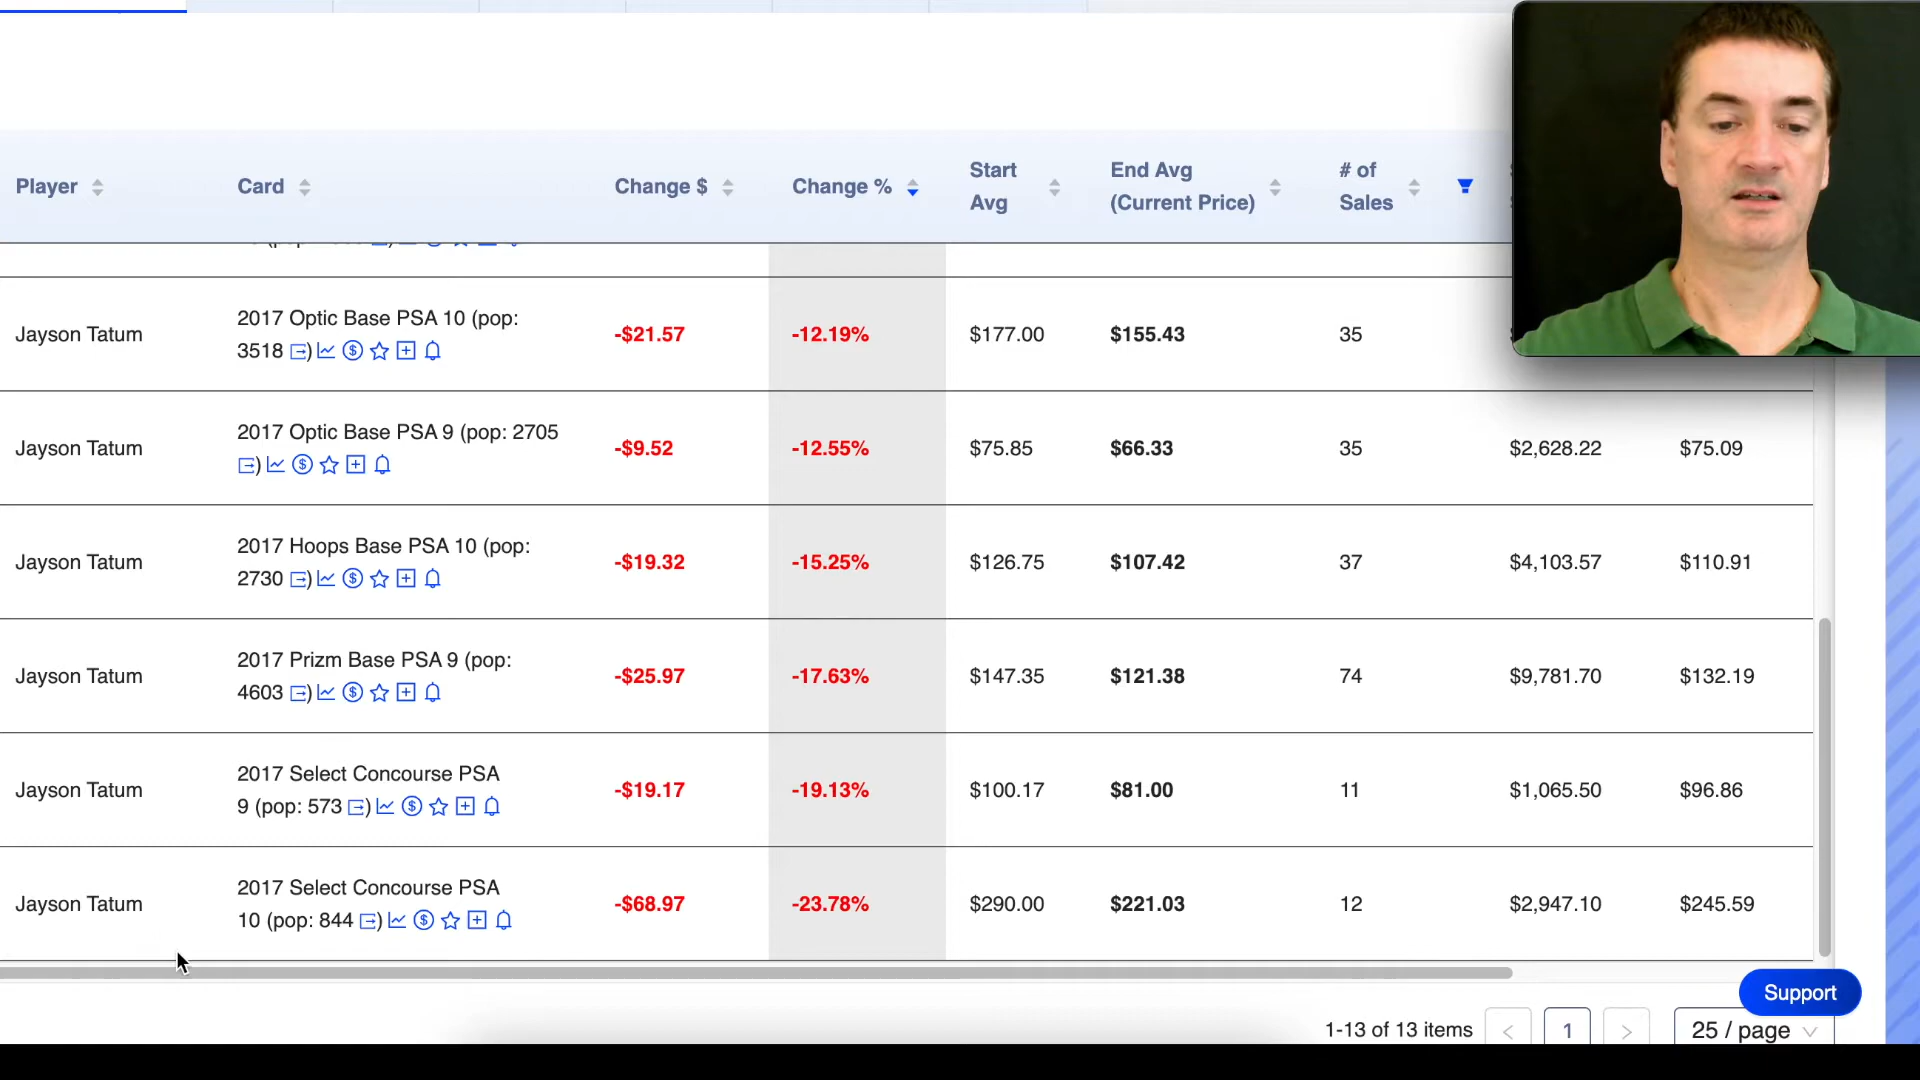 Player Card Change $ Change % Start Avg End Avg (Current Price) # of Sales
Jayson Tatum 2017 Optic Base PSA 10 (pop: 3518) -$21.57 -12.19% $177.00 $155.43 35
Jayson Tatum 2017 Optic Base PSA 9 (pop: 2705) -$9.52 -12.55% $75.85 $66.33 35 $2,628.22 $75.09
Jayson Tatum 2017 Hoops Base PSA 10 (pop: 2730) -$19.32 -15.25% $126.75 $107.42 37 $4,103.57 $110.91
Jayson Tatum 2017 Prizm Base PSA 9 (pop: 4603) -$25.97 -17.63% $147.35 $121.38 74 $9,781.70 $132.19
Jayson Tatum 2017 Select Concourse PSA 9 (pop: 573) -$19.17 -19.13% $100.17 $81.00 11 $1,065.50 $96.86
Jayson Tatum 2017 Select Concourse PSA 10 (pop: 844) -$68.97 -23.78% $290.00 $221.03 12 $2,947.10 $245.59
Support
1-13 of 13 items < 1 > 25 / page